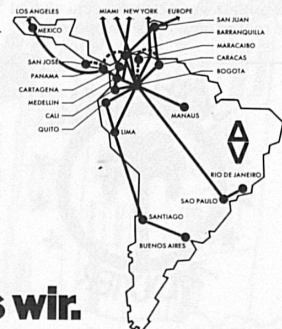 LOS ANGELES
MIAMI
NEW YORK
EUROPE
MEXICO
SAN JUAN
BARRANQUILLA
MARACAIBO
CARACAS
BOGOTA
SAN JOSE
PANAMA
CARTAGENA
MEDELLIN
CALI
QUITO
LIMA
MANAUS
RIO DE JANEIRO
SAO PAULO
SANTIAGO
BUENOS AIRES
wir.